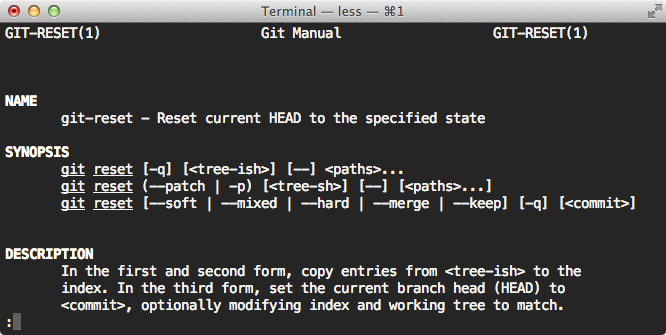 Terminal — less — ⌘1
GIT-RESET(1) Git Manual GIT-RESET(1)
NAME
git-reset - Reset current HEAD to the specified state
SYNOPSIS
git reset [-q] [<tree-ish>] [--] <paths>...
git reset (--patch | -p) [<tree-sh>] [--] [<paths>...]
git reset [--soft | --mixed | --hard | --merge | --keep] [-q] [<commit>]
DESCRIPTION
In the first and second form, copy entries from <tree-ish> to the
index. In the third form, set the current branch head (HEAD) to
<commit>, optionally modifying index and working tree to match.
: